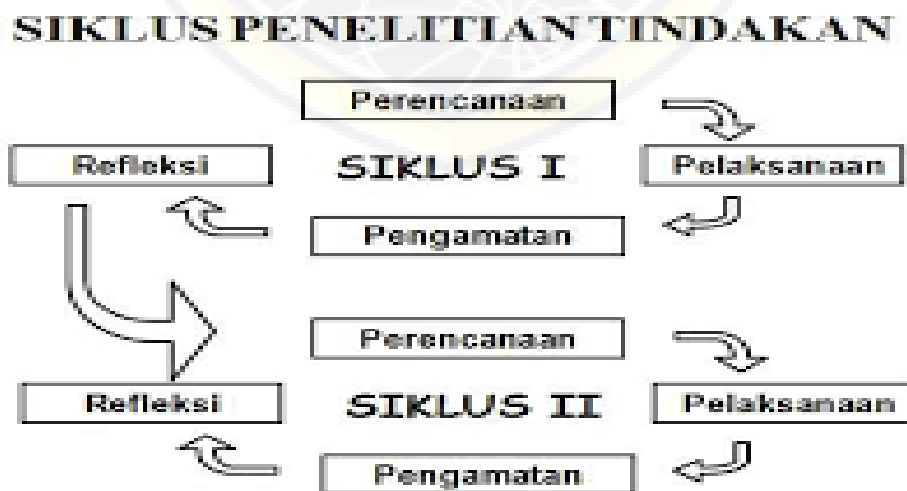 SIKLUS PENELITIAN TINDAKAN
Perencanaan
Refleksi
SIKLUS I
Pelaksanaan
Pengamatan
Perencanaan
Refleksi
SIKLUS II
Pelaksanaan
Pengamatan